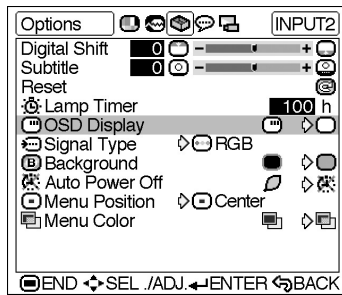 Options INPUT2
Digital Shift 0 - +
Subtitle 0 - +
Reset
Lamp Timer 100 h
OSD Display
Signal Type RGB
B Background
Auto Power Off
Menu Position Center
Menu Color
END SEL ./ADJ. ENTER BACK